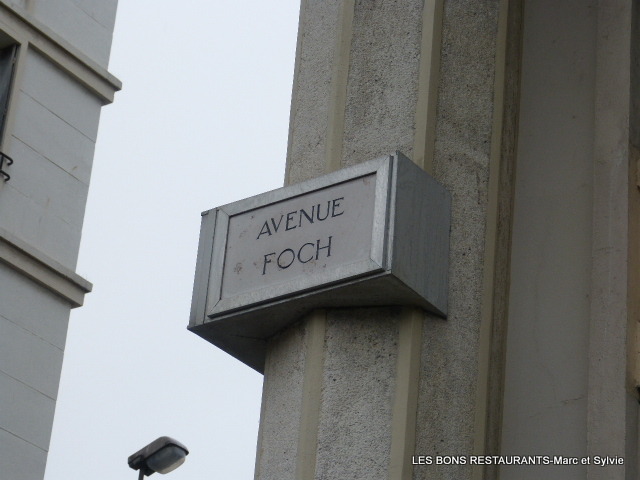 AVENUE
FOCH
LES BONS RESTAURANTS-Marc et Sylvie